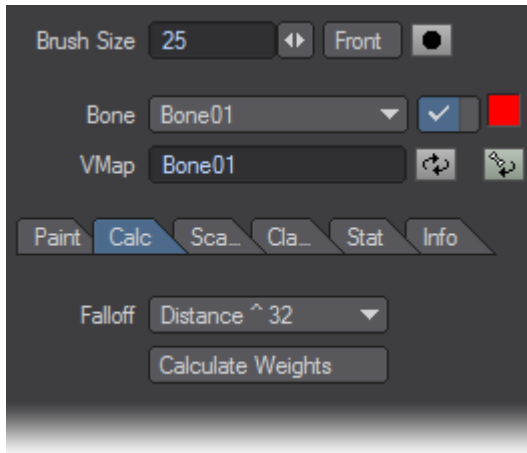 Brush Size 25 Front
Bone Bone01
VMap Bone01
Paint Calc Sca... Cla... Stat Info
Falloff Distance ^ 32
Calculate Weights